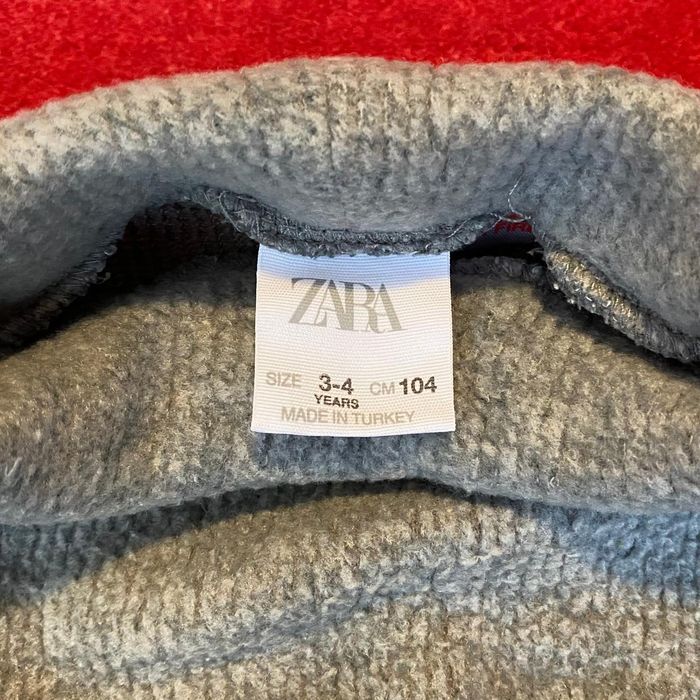 ZARA
SIZE 3-4 CM 104
YEARS
MADE IN TURKEY